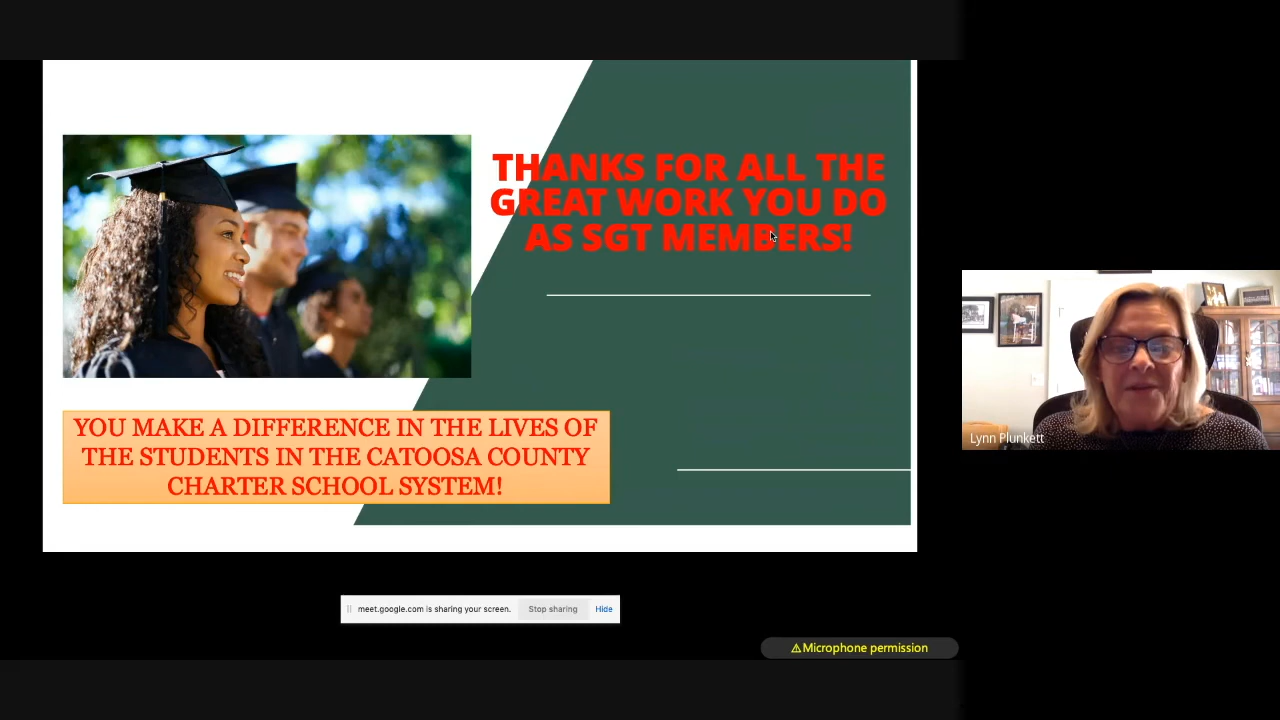 THANKS FOR ALL THE
GREAT WORK YOU DO
AS SGT MEMBERS!
YOU MAKE A DIFFERENCE IN THE LIVES OF
THE STUDENTS IN THE CATOOSA COUNTY
CHARTER SCHOOL SYSTEM!
Lynn Plunkett
meet.google.com is sharing your screen. Stop sharing Hide
⚠Microphone permission